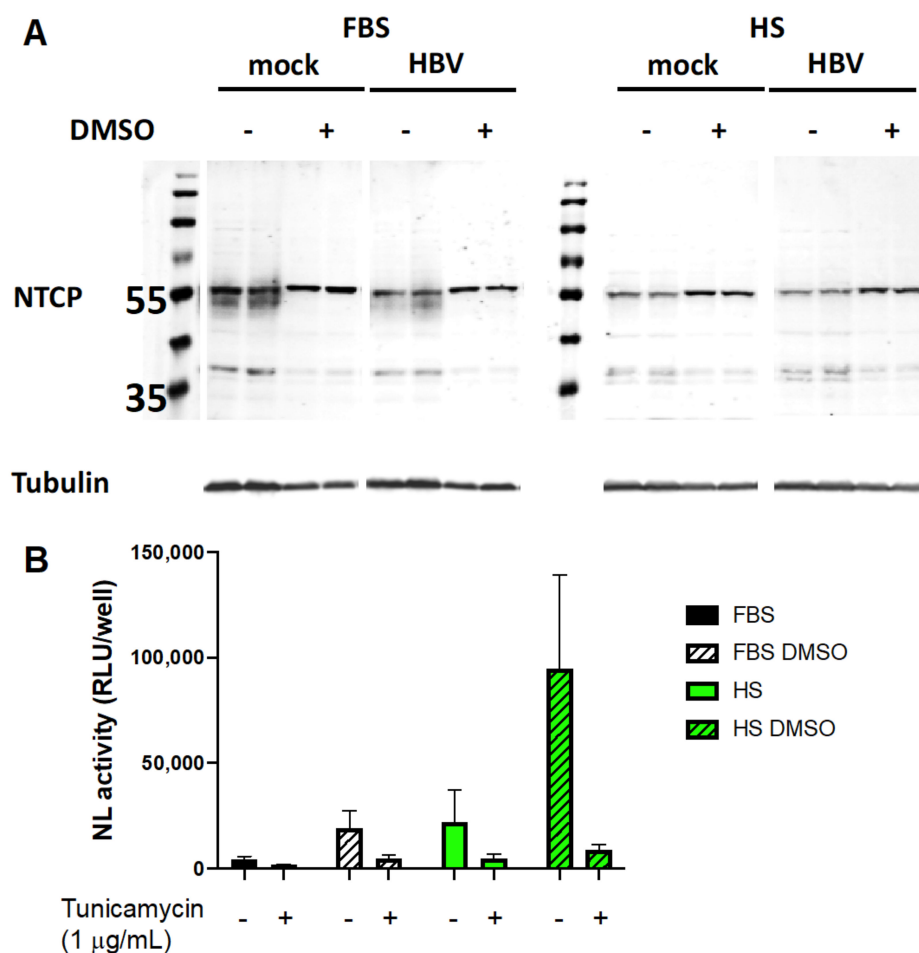 A
FBS HS
mock HBV mock HBV
DMSO - + - + - + - +
NTCP 55
35
Tubulin
B
150,000
100,000
50,000
0
NL activity (RLU/well)
FBS
FBS DMSO
HS
HS DMSO
Tunicamycin - + - + - + - +
(1 μg/mL)